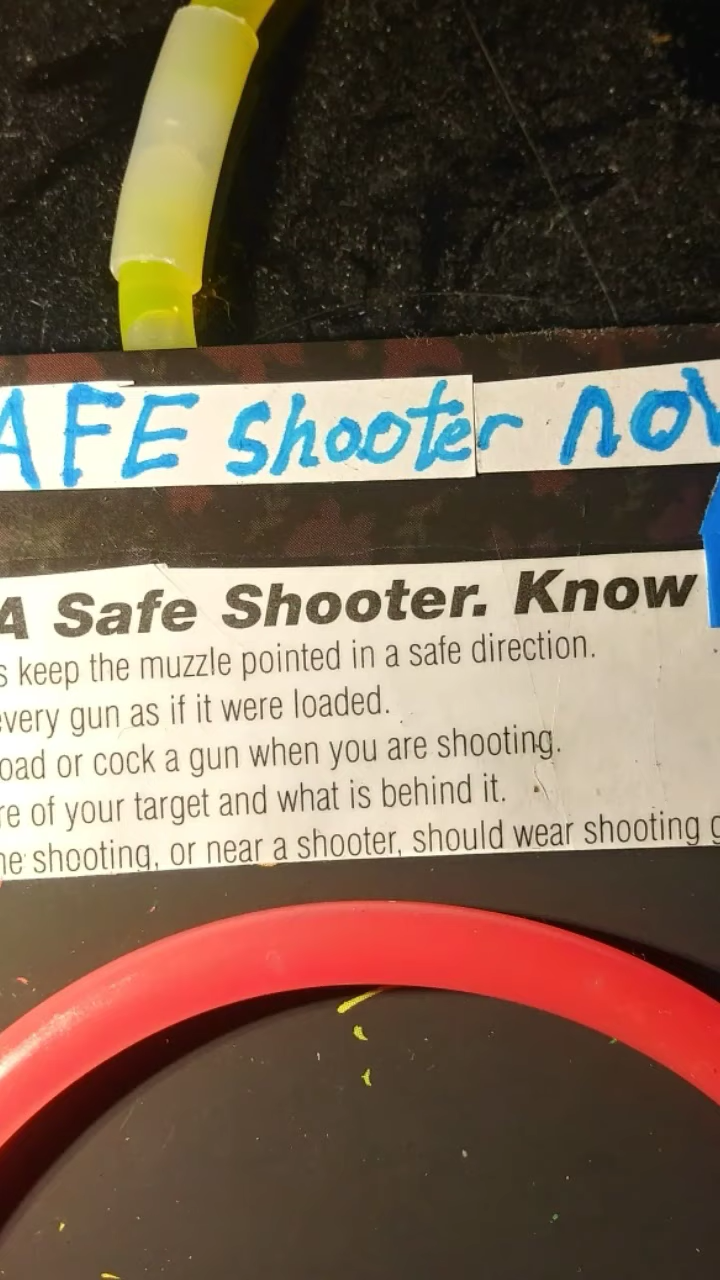 AFE shooter nov
A Safe Shooter. Know
s keep the muzzle pointed in a safe direction.
every gun as if it were loaded.
oad or cock a gun when you are shooting.
re of your target and what is behind it.
ne shooting, or near a shooter, should wear shooting g